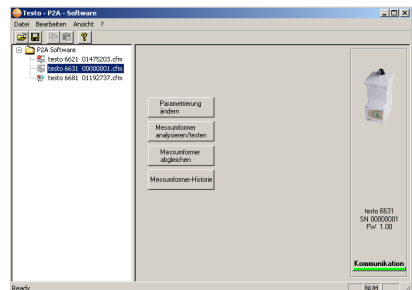 Testo - P2A - Software
Datei Bearbeiten Ansicht ?
P2A Software
testo 6621 01475203.cfm
testo 6631 00000001.cfm
testo 6681 01192737.cfm
Parametrierung
ändern
Messumformer
analysieren/testen
Messumformer
abgleichen
Messumformer-Historie
testo 6631
SN 00000001
FW 1.00
Kommunikation
Ready
NUM